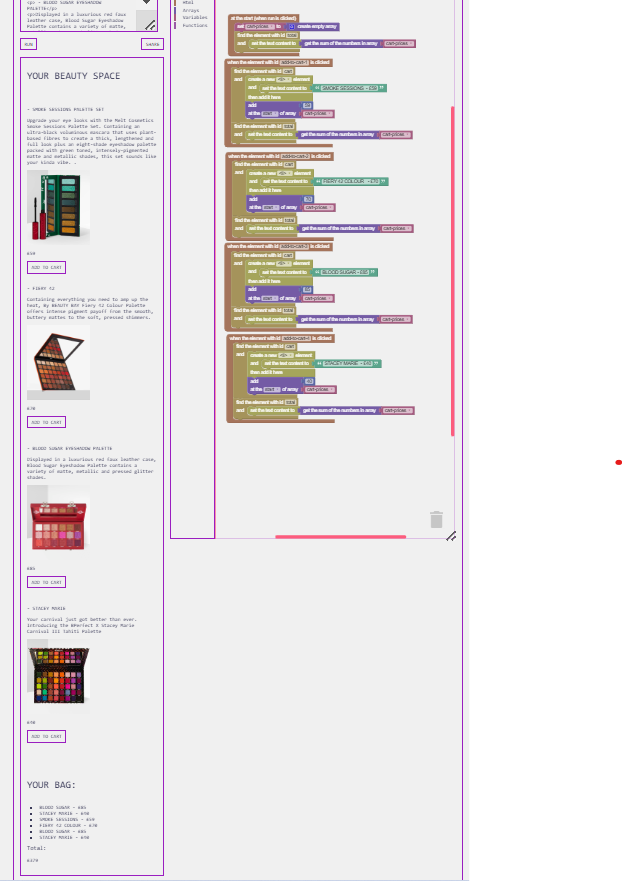 <p> - BLOOD SUGAR
PALETTE</p>
<p>Displayed in a luxurious red faux
leather case, Blood Sugar Eyeshadow
Palette contains a variety of matte,
RUN
SHARE
YOUR BEAUTY SPACE
- SMOKE SESSIONS PALETTE SET
Upgrade your eye looks with the Melt Cosmetics
Smoke Sessions Palette Set. Containing an
ultra-black voluminous mascara that uses plant-
based fibres to create a thick, lengthened and
full look plus an eight-shade eyeshadow palette
packed with green toned, intensely-pigmented
matte and metallic shades, this set sounds like
your kinda vibe. .
£59
ADD TO CART
- FIERY 42
Containing everything you need to amp up the
heat, By BEAUTY BAY Fiery 42 Colour Palette
offers intense pigment payoff from the smooth,
buttery mattes to the soft, pressed shimmers.
£70
ADD TO CART
- BLOOD SUGAR EYESHADOW PALETTE
Displayed in a luxurious red faux leather case,
Blood Sugar Eyeshadow Palette contains a
variety of matte, metallic and pressed glitter
shades.
£85
ADD TO CART
- STACEY MARIE
Your carnival just got better than ever.
introducing the BPerfect X Stacey Marie
Carnival III Tahiti Palette
£40
ADD TO CART
YOUR BAG:
BLOOD SUGAR - £85
STACEY MARIE - £40
SMOKE SESSIONS - £59
FIERY 42 COLOUR - £70
BLOOD SUGAR - £85
STACEY MARIE - £40
Total:
£379
Html
Arrays
Variables
Functions
at the start (when run is clicked)
set cart-prices to create empty array
find the element with id total
and set the text content to get the sum of the numbers in array cart-prices
when the element with id add-to-cart-1 is clicked
find the element with id cart
and create a new <li> element
and set the text content to " SMOKE SESSIONS - £59 "
then add it here
add 59
at the start of array cart-prices
find the element with id total
and set the text content to get the sum of the numbers in array cart-prices
when the element with id add-to-cart-2 is clicked
find the element with id cart
and create a new <li> element
and set the text content to " FIERY 42 COLOUR - £70 "
then add it here
add 70
at the start of array cart-prices
find the element with id total
and set the text content to get the sum of the numbers in array cart-prices
when the element with id add-to-cart-3 is clicked
find the element with id cart
and create a new <li> element
and set the text content to " BLOOD SUGAR - £85 "
then add it here
add 85
at the start of array cart-prices
find the element with id total
and set the text content to get the sum of the numbers in array cart-prices
when the element with id add-to-cart-4 is clicked
find the element with id cart
and create a new <li> element
and set the text content to " STACEY MARIE - £40 "
then add it here
add 40
at the start of array cart-prices
find the element with id total
and set the text content to get the sum of the numbers in array cart-prices